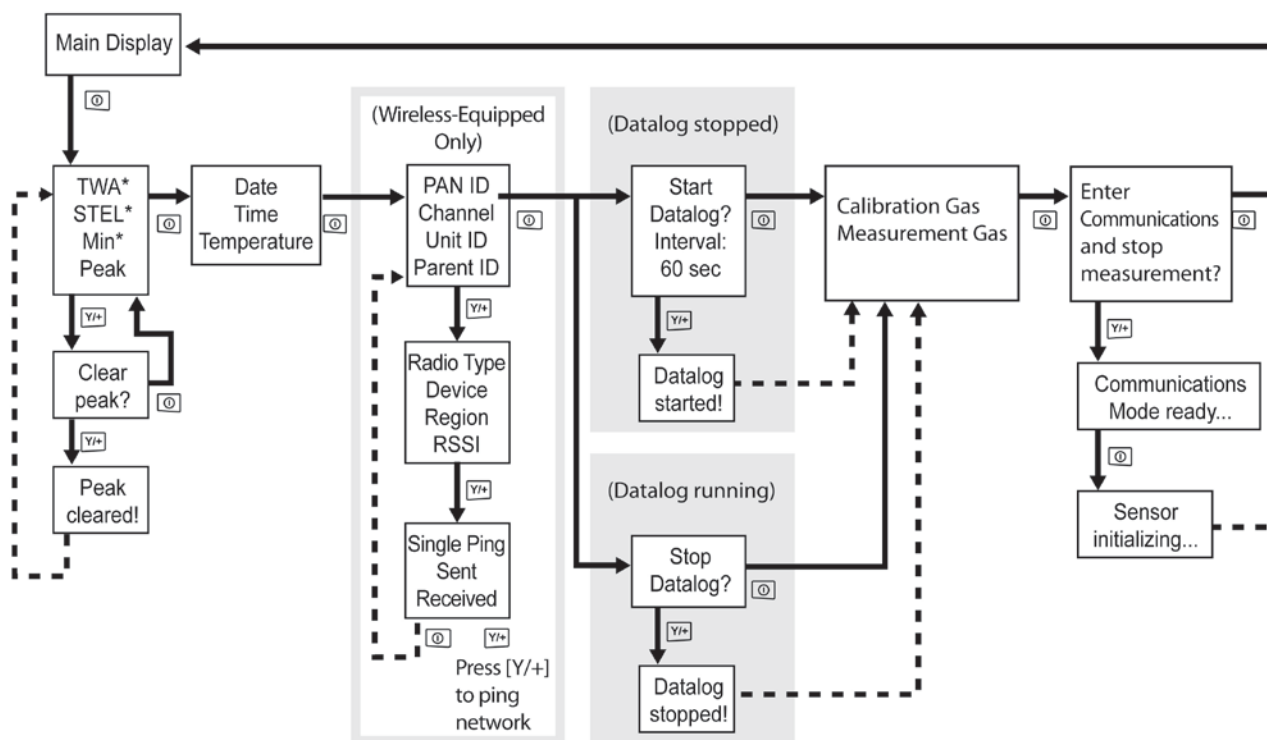 Main Display
TWA*
STEL*
Min*
Peak
Y/+
Clear
peak?
Y/+
Peak
cleared!
Date
Time
Temperature
(Wireless-Equipped
Only)
PAN ID
Channel
Unit ID
Parent ID
Y/+
Radio Type
Device
Region
RSSI
Y/+
Single Ping
Sent
Received
Y/+
Press [Y/+]
to ping
network
(Datalog stopped)
Start
Datalog?
Interval:
60 sec
Y/+
Datalog
started!
(Datalog running)
Stop
Datalog?
Y/+
Datalog
stopped!
Calibration Gas
Measurement Gas
Enter
Communications
and stop
measurement?
Y/+
Communications
Mode ready...
Sensor
initializing...